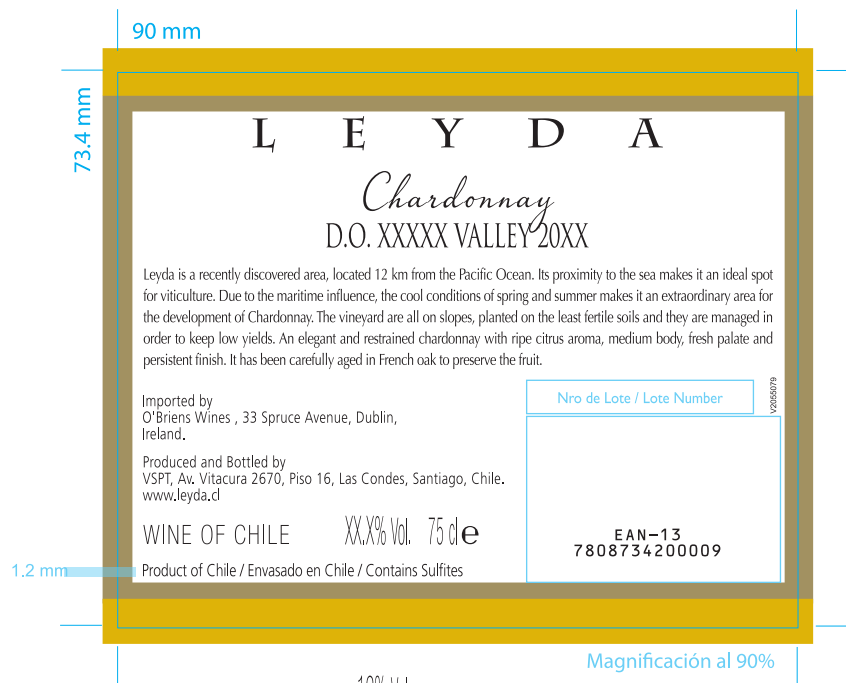 90 mm
73.4 mm
L E Y D A
Chardonnay
D.O. XXXXX VALLEY 20XX
Leyda is a recently discovered area, located 12 km from the Pacific Ocean. Its proximity to the sea makes it an ideal spot
for viticulture. Due to the maritime influence, the cool conditions of spring and summer makes it an extraordinary area for
the development of Chardonnay. The vineyard are all on slopes, planted on the least fertile soils and they are managed in
order to keep low yields. An elegant and restrained chardonnay with ripe citrus aroma, medium body, fresh palate and
persistent finish. It has been carefully aged in French oak to preserve the fruit.
Nro de Lote / Lote Number
V2055079
Imported by
O'Briens Wines , 33 Spruce Avenue, Dublin,
Ireland.
Produced and Bottled by
VSPT, Av. Vitacura 2670, Piso 16, Las Condes, Santiago, Chile.
www.leyda.cl
WINE OF CHILE XX.X% Vol. 75 cl e
EAN-13
7808734200009
1.2 mm
Product of Chile / Envasado en Chile / Contains Sulfites
Magnificación al 90%